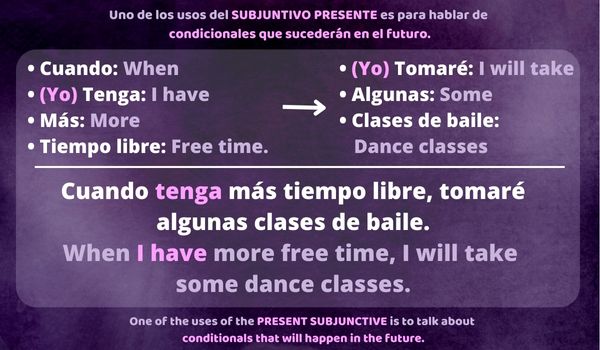 Uno de los usos del SUBJUNTIVO PRESENTE es para hablar de
condicionales que sucederán en el futuro.
• Cuando: When
• (Yo) Tenga: I have
• Más: More
• Tiempo libre: Free time.
• (Yo) Tomaré: I will take
• Algunas: Some
• Clases de baile:
Dance classes
Cuando tenga más tiempo libre, tomaré
algunas clases de baile.
When I have more free time, I will take
some dance classes.
One of the uses of the PRESENT SUBJUNCTIVE is to talk about
conditionals that will happen in the future.